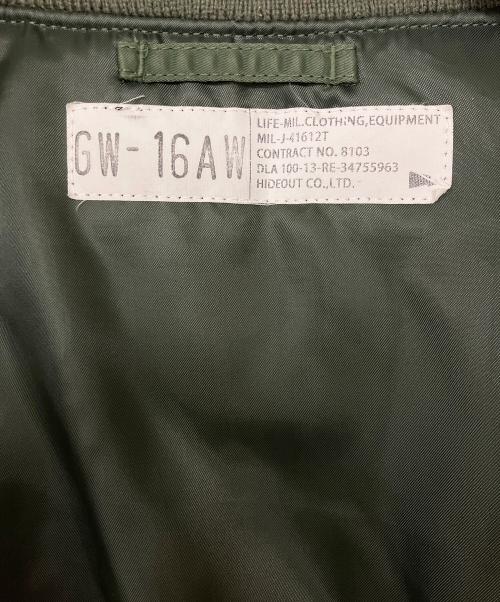 GW-16AW
LIFE-MIL.CLOTHING,EQUIPMENT
MIL-J-41612T
CONTRACT NO. 8103
DLA 100-13-RE-34755963
HIDEOUT CO.,LTD.